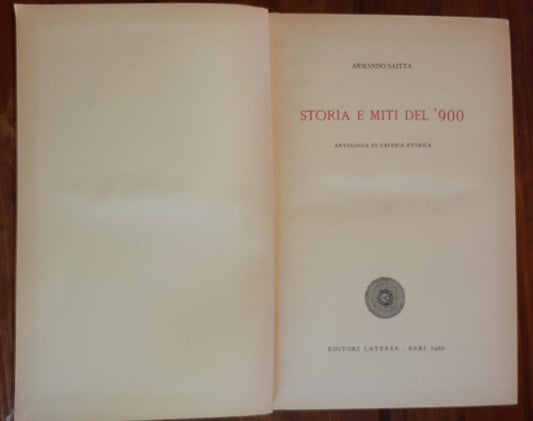 ARMANDO SAITTA
STORIA E MITI DEL '900
ANTOLOGIA DI CRITICA STORICA
EDITORI LATERZA - BARI 1960